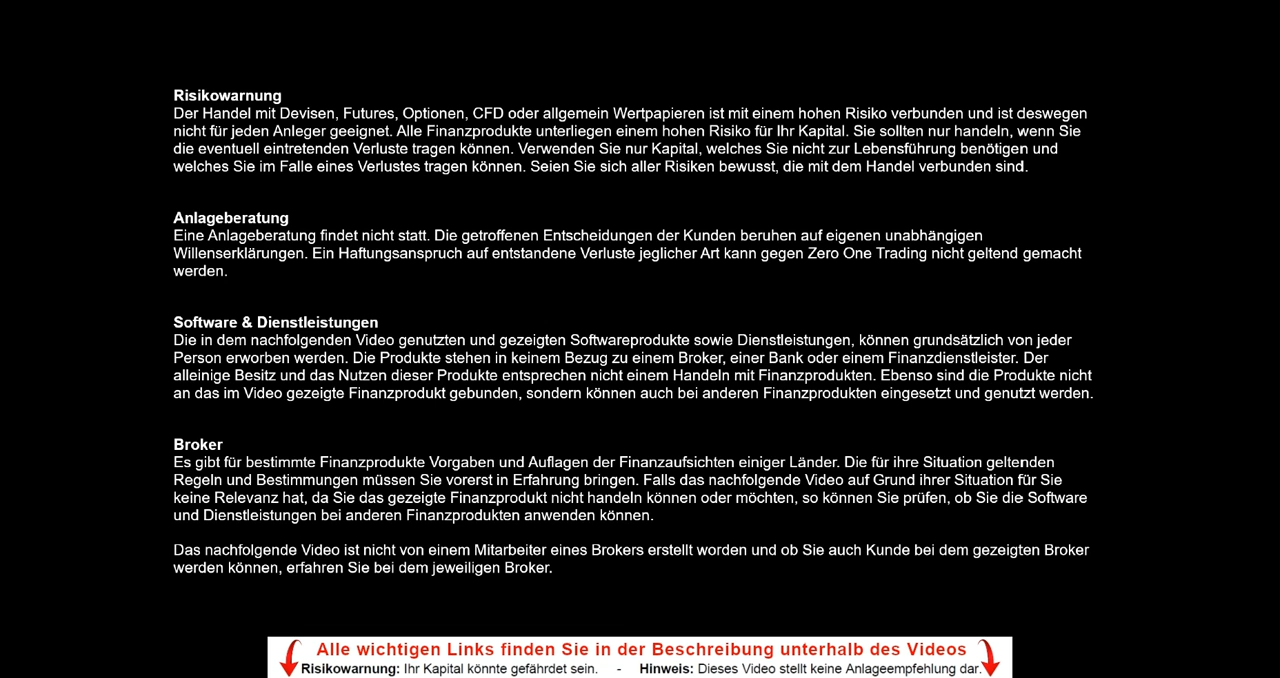 Risikowarnung
Der Handel mit Devisen, Futures, Optionen, CFD oder allgemein Wertpapieren ist mit einem hohen Risiko verbunden und ist deswegen
nicht für jeden Anleger geeignet. Alle Finanzprodukte unterliegen einem hohen Risiko für Ihr Kapital. Sie sollten nur handeln, wenn Sie
die eventuell eintretenden Verluste tragen können. Verwenden Sie nur Kapital, welches Sie nicht zur Lebensführung benötigen und
welches Sie im Falle eines Verlustes tragen können. Seien Sie sich aller Risiken bewusst, die mit dem Handel verbunden sind.
Anlageberatung
Eine Anlageberatung findet nicht statt. Die getroffenen Entscheidungen der Kunden beruhen auf eigenen unabhängigen
Willenserklärungen. Ein Haftungsanspruch auf entstandene Verluste jeglicher Art kann gegen Zero One Trading nicht geltend gemacht
werden.
Software & Dienstleistungen
Die in dem nachfolgenden Video genutzten und gezeigten Softwareprodukte sowie Dienstleistungen, können grundsätzlich von jeder
Person erworben werden. Die Produkte stehen in keinem Bezug zu einem Broker, einer Bank oder einem Finanzdienstleister. Der
alleinige Besitz und das Nutzen dieser Produkte entsprechen nicht einem Handeln mit Finanzprodukten. Ebenso sind die Produkte nicht
an das im Video gezeigte Finanzprodukt gebunden, sondern können auch bei anderen Finanzprodukten eingesetzt und genutzt werden.
Broker
Es gibt für bestimmte Finanzprodukte Vorgaben und Auflagen der Finanzaufsichten einiger Länder. Die für ihre Situation geltenden
Regeln und Bestimmungen müssen Sie vorerst in Erfahrung bringen. Falls das nachfolgende Video auf Grund ihrer Situation für Sie
keine Relevanz hat, da Sie das gezeigte Finanzprodukt nicht handeln können oder möchten, so können Sie prüfen, ob Sie die Software
und Dienstleistungen bei anderen Finanzprodukten anwenden können.
Das nachfolgende Video ist nicht von einem Mitarbeiter eines Brokers erstellt worden und ob Sie auch Kunde bei dem gezeigten Broker
werden können, erfahren Sie bei dem jeweiligen Broker.
Alle wichtigen Links finden Sie in der Beschreibung unterhalb des Videos
Risikowarnung: Ihr Kapital könnte gefährdet sein. - Hinweis: Dieses Video stellt keine Anlageempfehlung dar.